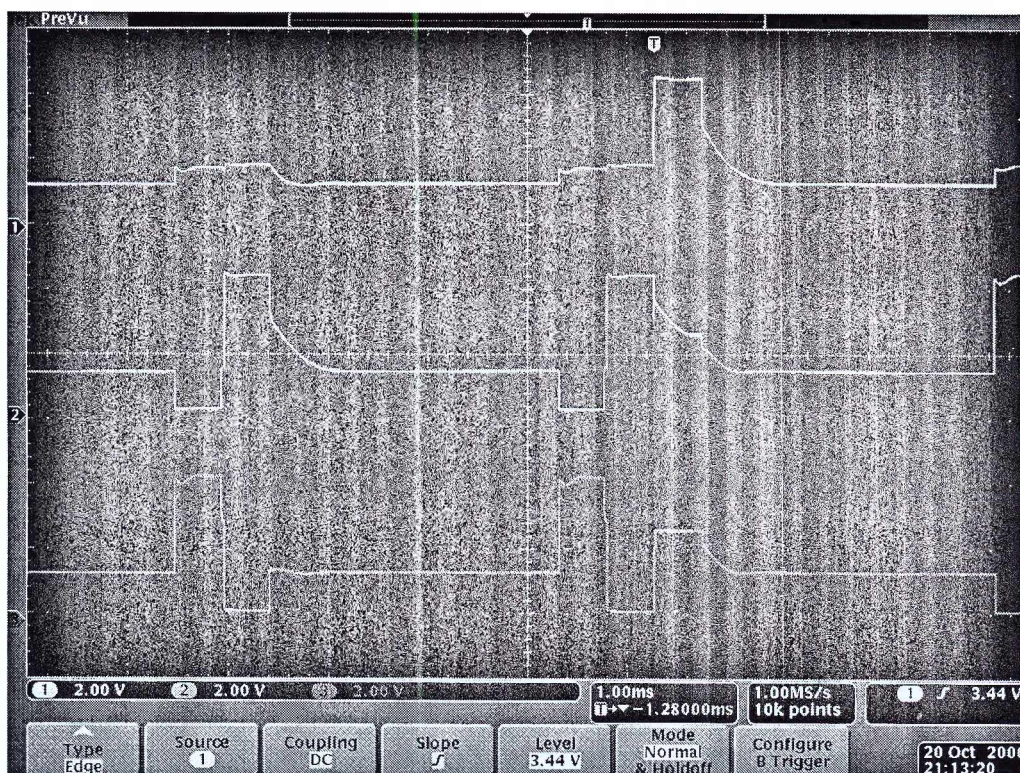 PreVu
T
1
2
3
1 2.00 V 2 2.00 V 3 2.00 V
1.00ms
T→▼−1.28000ms
1.00MS/s
10k points
1 ʃ 3.44 V
Type
Edge
Source
1
Coupling
DC
Slope
ʃ
Level
3.44 V
Mode
Normal
& Holdoff
Configure
B Trigger
20 Oct
21:13:20